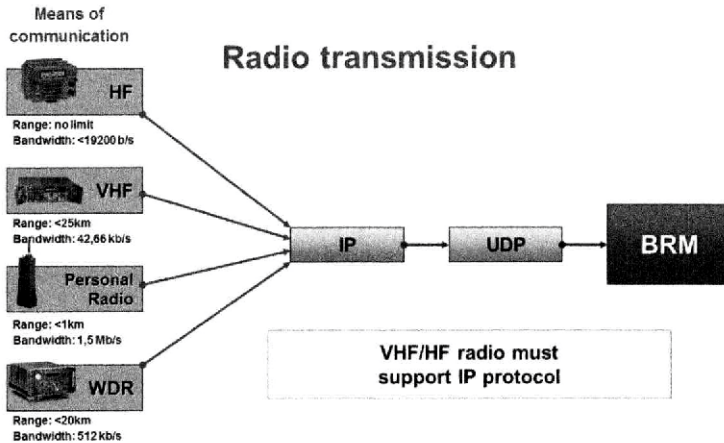 Means of
communication
Radio transmission
HF
Range: no limit
Bandwidth: <19200 b/s
VHF
Range: <25km
Bandwidth: 42,66 kb/s
Personal
Radio
Range: <1km
Bandwidth: 1,5 Mb/s
WDR
Range: <20km
Bandwidth: 512 kb/s
IP
UDP
BRM
VHF/HF radio must
support IP protocol